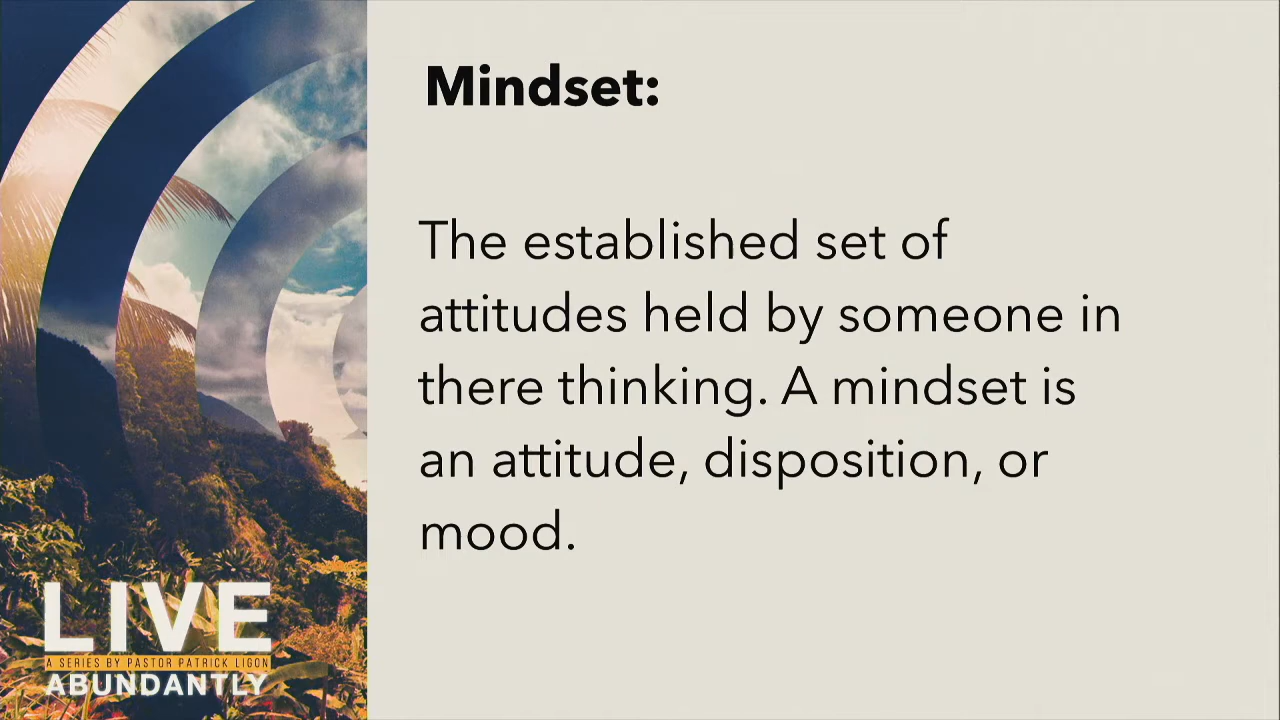 Mindset:
The established set of
attitudes held by someone in
there thinking. A mindset is
an attitude, disposition, or
mood.
LIVE
A SERIES BY PASTOR PATRICK LIGON
ABUNDANTLY